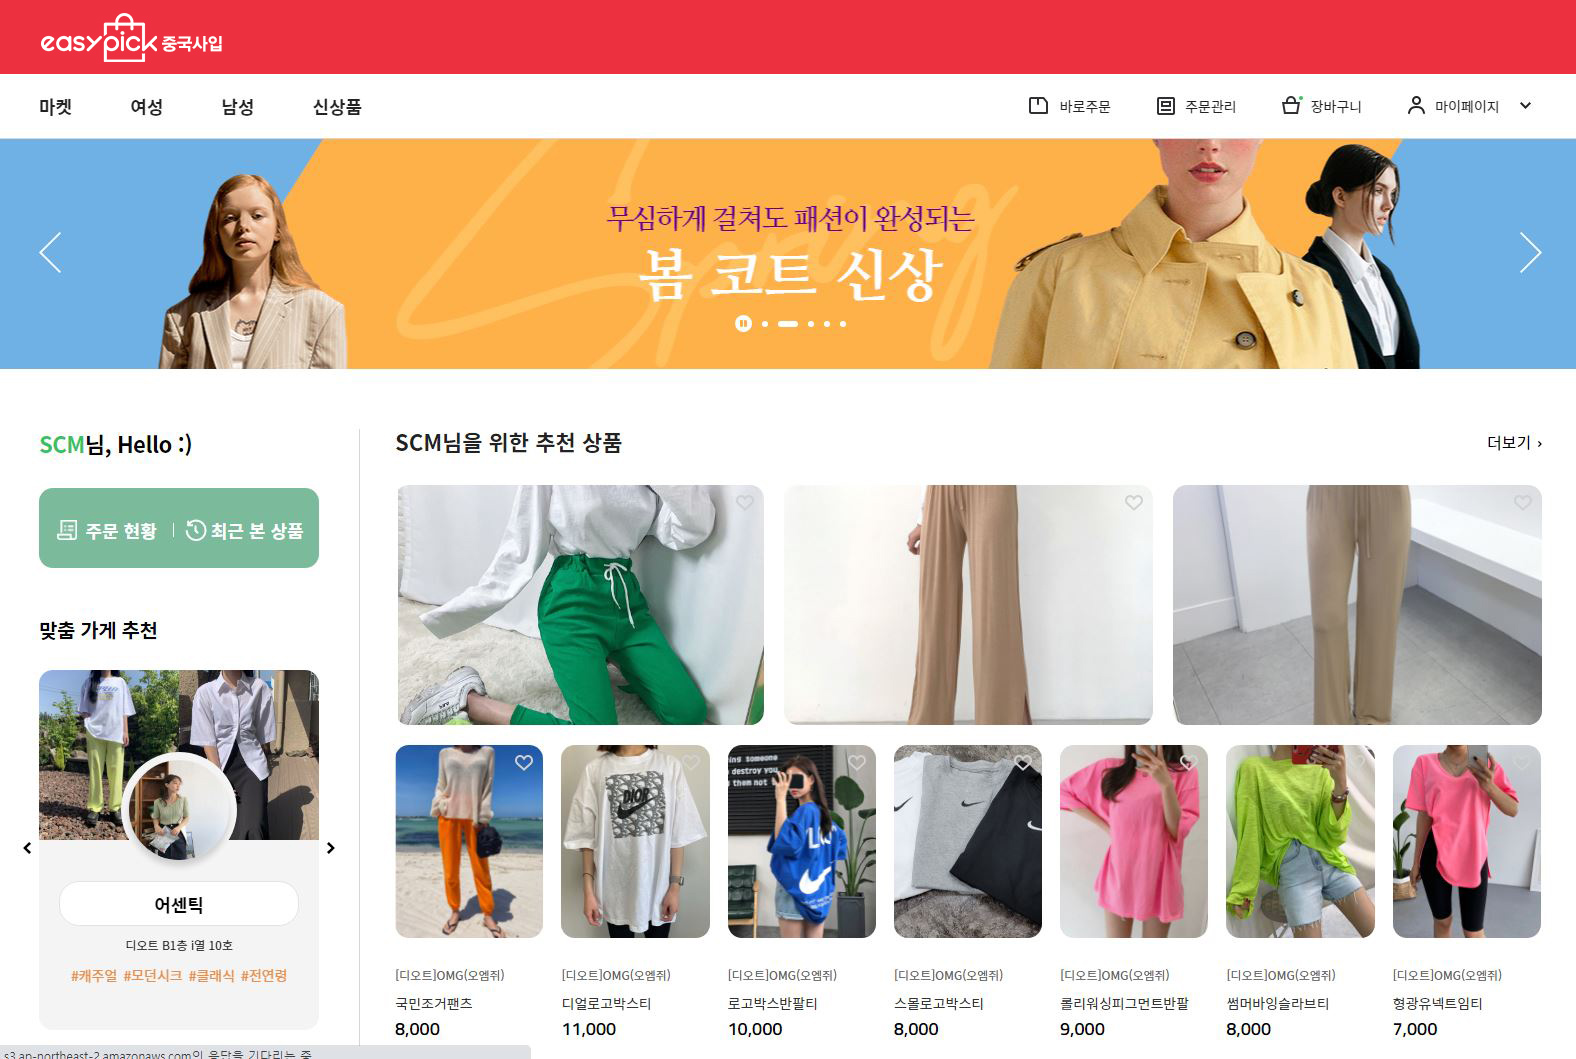 easypick 중국사입
마켓 여성 남성 신상품 바로주문 주문관리 장바구니 마이페이지
Spring
무심하게 걸쳐도 패션이 완성되는
봄 코트 신상
SCM님, Hello :)
주문 현황 최근 본 상품
맞춤 가게 추천
어센틱
디오트 B1층 i열 10호
#캐주얼 #모던시크 #클래식 #전연령
SCM님을 위한 추천 상품 더보기 ›
DIOR
[디오트]OMG(오엠쥐) [디오트]OMG(오엠쥐) [디오트]OMG(오엠쥐) [디오트]OMG(오엠쥐) [디오트]OMG(오엠쥐) [디오트]OMG(오엠쥐) [디오트]OMG(오엠쥐)
국민조거팬츠 디얼로고박스티 로고박스반팔티 스몰로고박스티 롤리워싱피그먼트반팔 썸머바잉슬라브티 형광유넥트임티
8,000 11,000 10,000 8,000 9,000 8,000 7,000
s3.ap-northeast-2.amazonaws.com의 응답을 기다리는 중